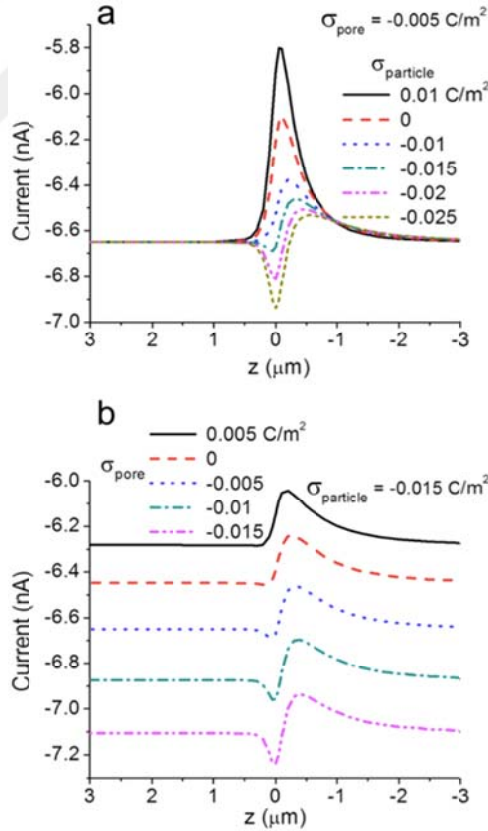 a
σpore = -0.005 C/m²
σparticle
0.01 C/m²
0
-0.01
-0.015
-0.02
-0.025
-5.8
-6.0
-6.2
-6.4
-6.6
-6.8
-7.0
Current (nA)
3 2 1 0 -1 -2 -3
z (μm)
b
σpore
0.005 C/m²
0
-0.005
-0.01
-0.015
σparticle = -0.015 C/m²
-6.0
-6.2
-6.4
-6.6
-6.8
-7.0
-7.2
Current (nA)
3 2 1 0 -1 -2 -3
z (μm)